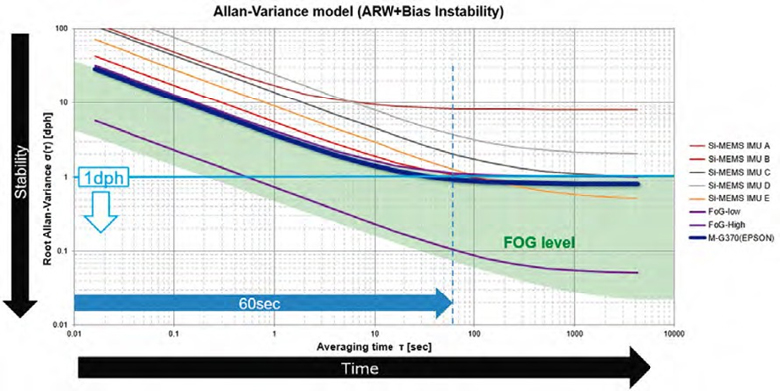 Allan-Variance model (ARW+Bias Instability)
Stability
Root Allan-Variance σ(τ) [dph]
100
10
1
0.1
0.01
1dph
FOG level
60sec
0.01
0.1
1
10
100
1000
10000
Averaging time τ [sec]
Time
Si-MEMS IMU A
Si-MEMS IMU B
Si-MEMS IMU C
Si-MEMS IMU D
Si-MEMS IMU E
FoG-low
FoG-High
M-G370(EPSON)